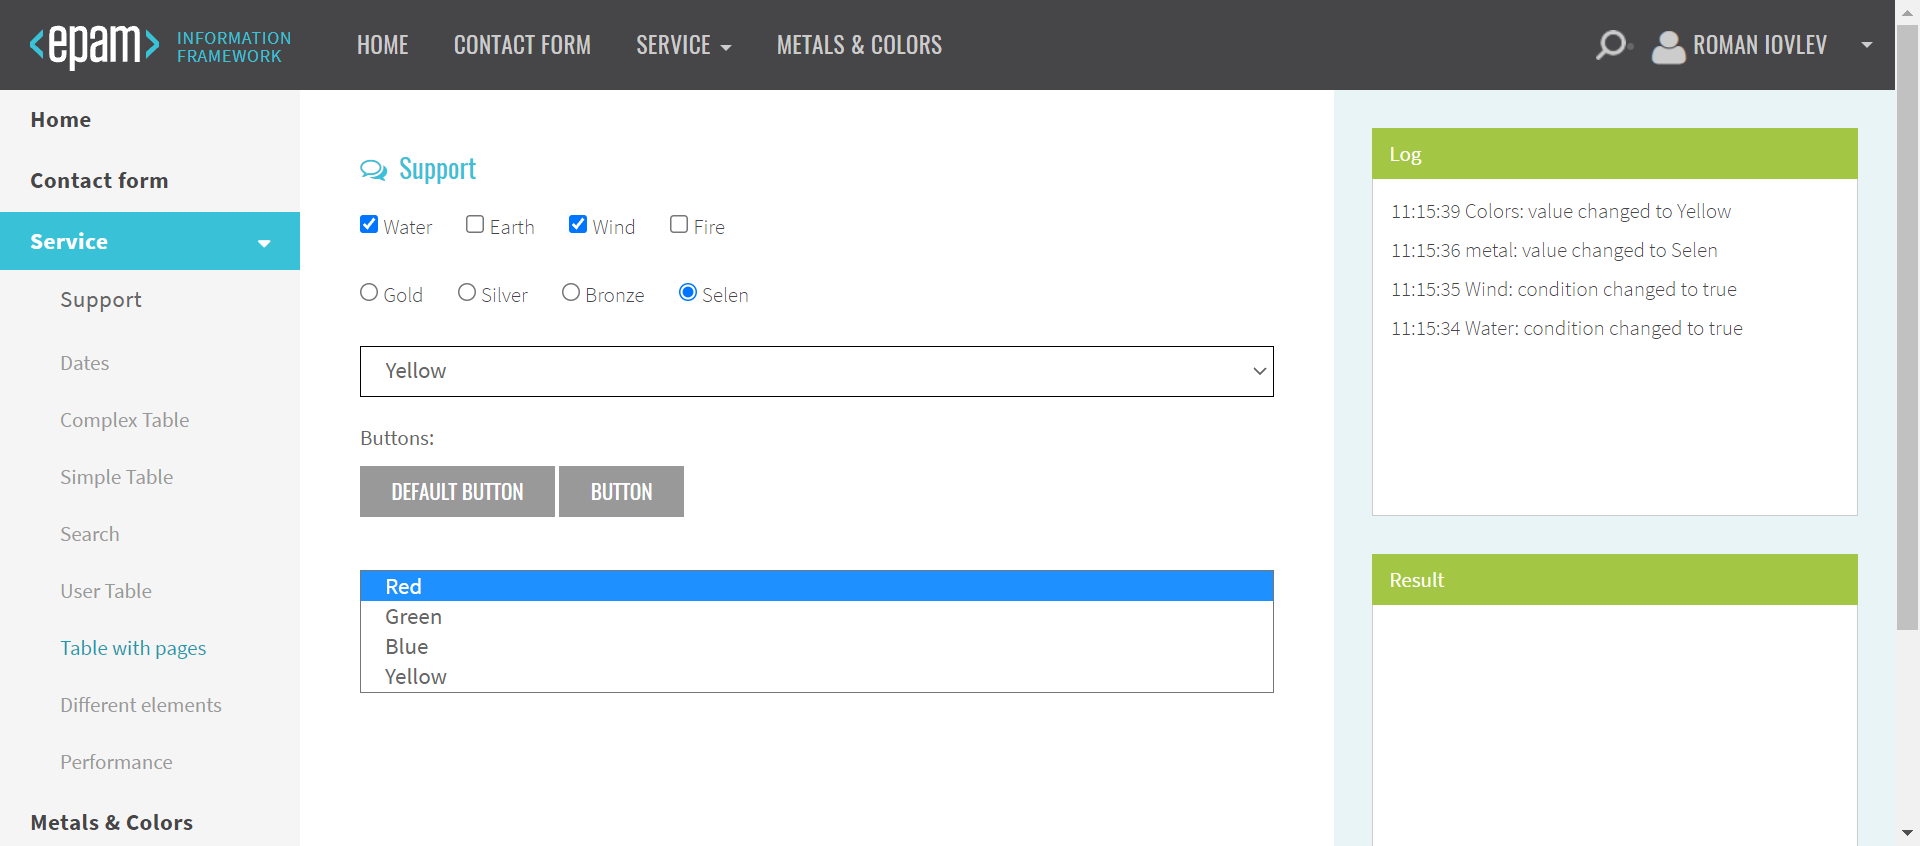 <epam> INFORMATION
FRAMEWORK
HOME CONTACT FORM SERVICE METALS & COLORS ROMAN IOVLEV
Home
Contact form
Service
Support
Dates
Complex Table
Simple Table
Search
User Table
Table with pages
Different elements
Performance
Metals & Colors
Support
Water Earth Wind Fire
Gold Silver Bronze Selen
Yellow
Buttons:
DEFAULT BUTTON BUTTON
Red
Green
Blue
Yellow
Log
11:15:39 Colors: value changed to Yellow
11:15:36 metal: value changed to Selen
11:15:35 Wind: condition changed to true
11:15:34 Water: condition changed to true
Result